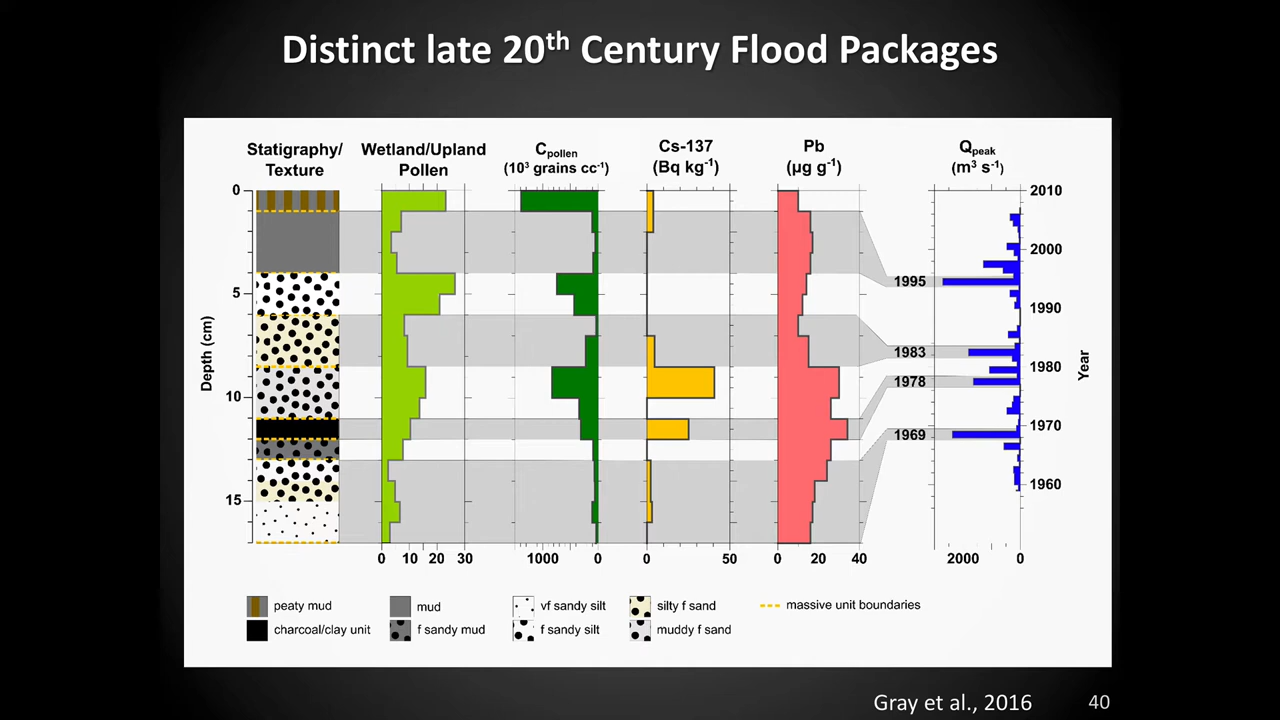 Distinct late 20th Century Flood Packages
Statigraphy/
Texture
Wetland/Upland
Pollen
Cpollen
(10³ grains cc⁻¹)
Cs-137
(Bq kg⁻¹)
Pb
(µg g⁻¹)
Qpeak
(m³ s⁻¹)
0
5
10
15
Depth (cm)
0 10 20 30
1000 0
0 50
0 20 40
2000 0
1995
1983
1978
1969
2010
2000
1990
1980
1970
1960
Year
peaty mud
mud
vf sandy silt
silty f sand
massive unit boundaries
charcoal/clay unit
f sandy mud
f sandy silt
muddy f sand
Gray et al., 2016
40